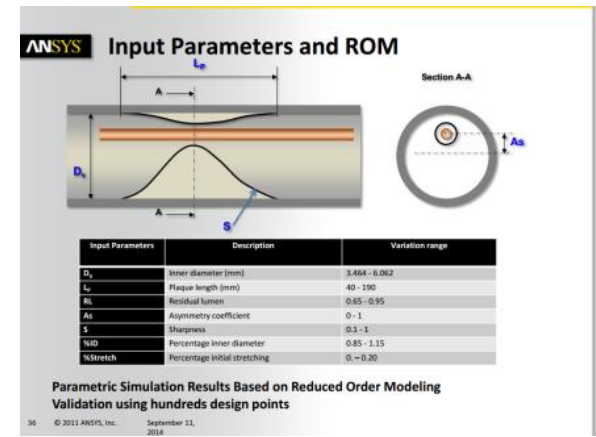 ANSYS Input Parameters and ROM
Lₚ
A
Section A-A
As
Dᵥ
A
S
Input Parameters Description Variation range
Dᵥ Inner diameter (mm) 3.464 - 6.062
Lₚ Plaque length (mm) 40 - 190
RL Residual lumen 0.65 - 0.95
As Asymmetry coefficient 0 - 1
S Sharpness 0.1 - 1
%ID Percentage inner diameter 0.85 - 1.15
%Stretch Percentage initial stretching 0. – 0.20
Parametric Simulation Results Based on Reduced Order Modeling
Validation using hundreds design points
36 © 2011 ANSYS, Inc. September 11,
2014